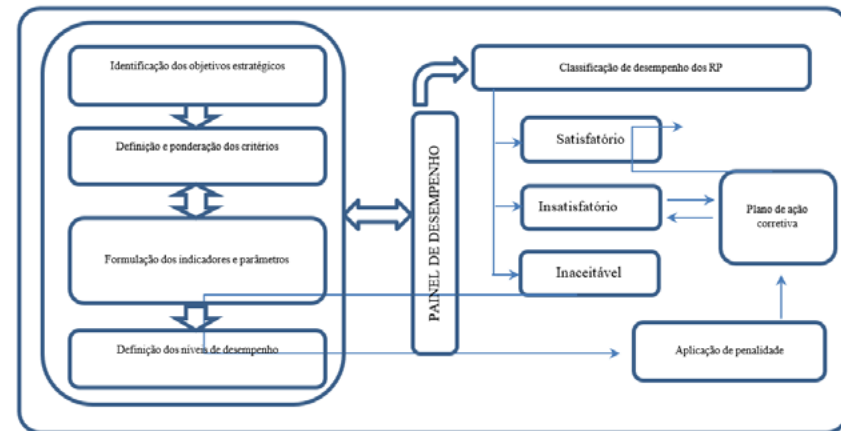 Identificação dos objetivos estratégicos
Definição e ponderação dos critérios
Formulação dos indicadores e parâmetros
Definição dos níveis de desempenho
PAINEL DE DESEMPENHO
Classificação de desempenho dos RP
Satisfatório
Insatisfatório
Inaceitável
Plano de ação
corretiva
Aplicação de penalidade